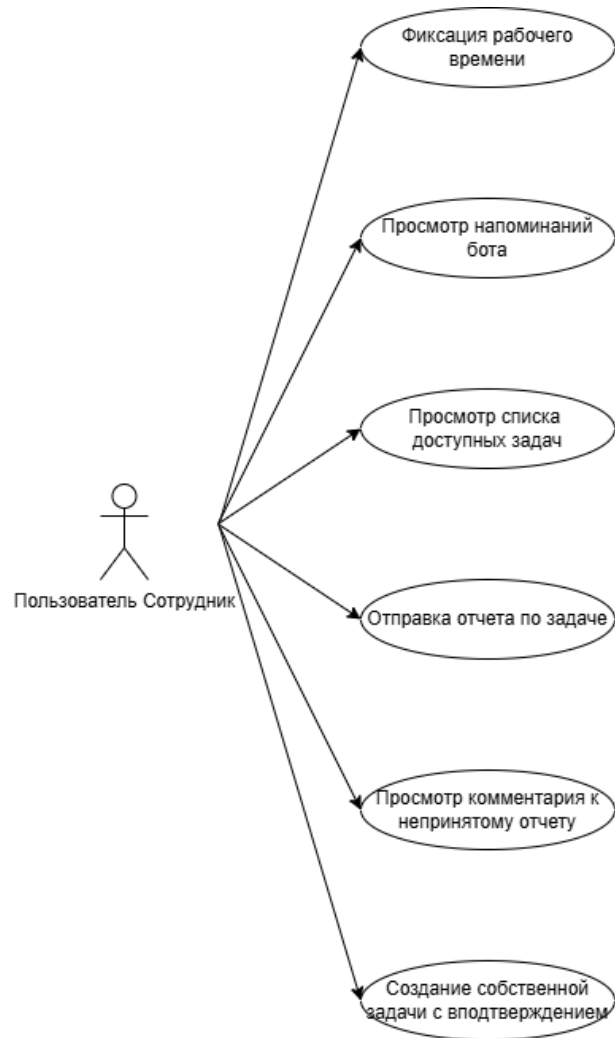 Фиксация рабочего
времени
Просмотр напоминаний
бота
Просмотр списка
доступных задач
Пользователь Сотрудник
Отправка отчета по задаче
Просмотр комментария к
непринятому отчету
Создание собственной
задачи с вподтверждением